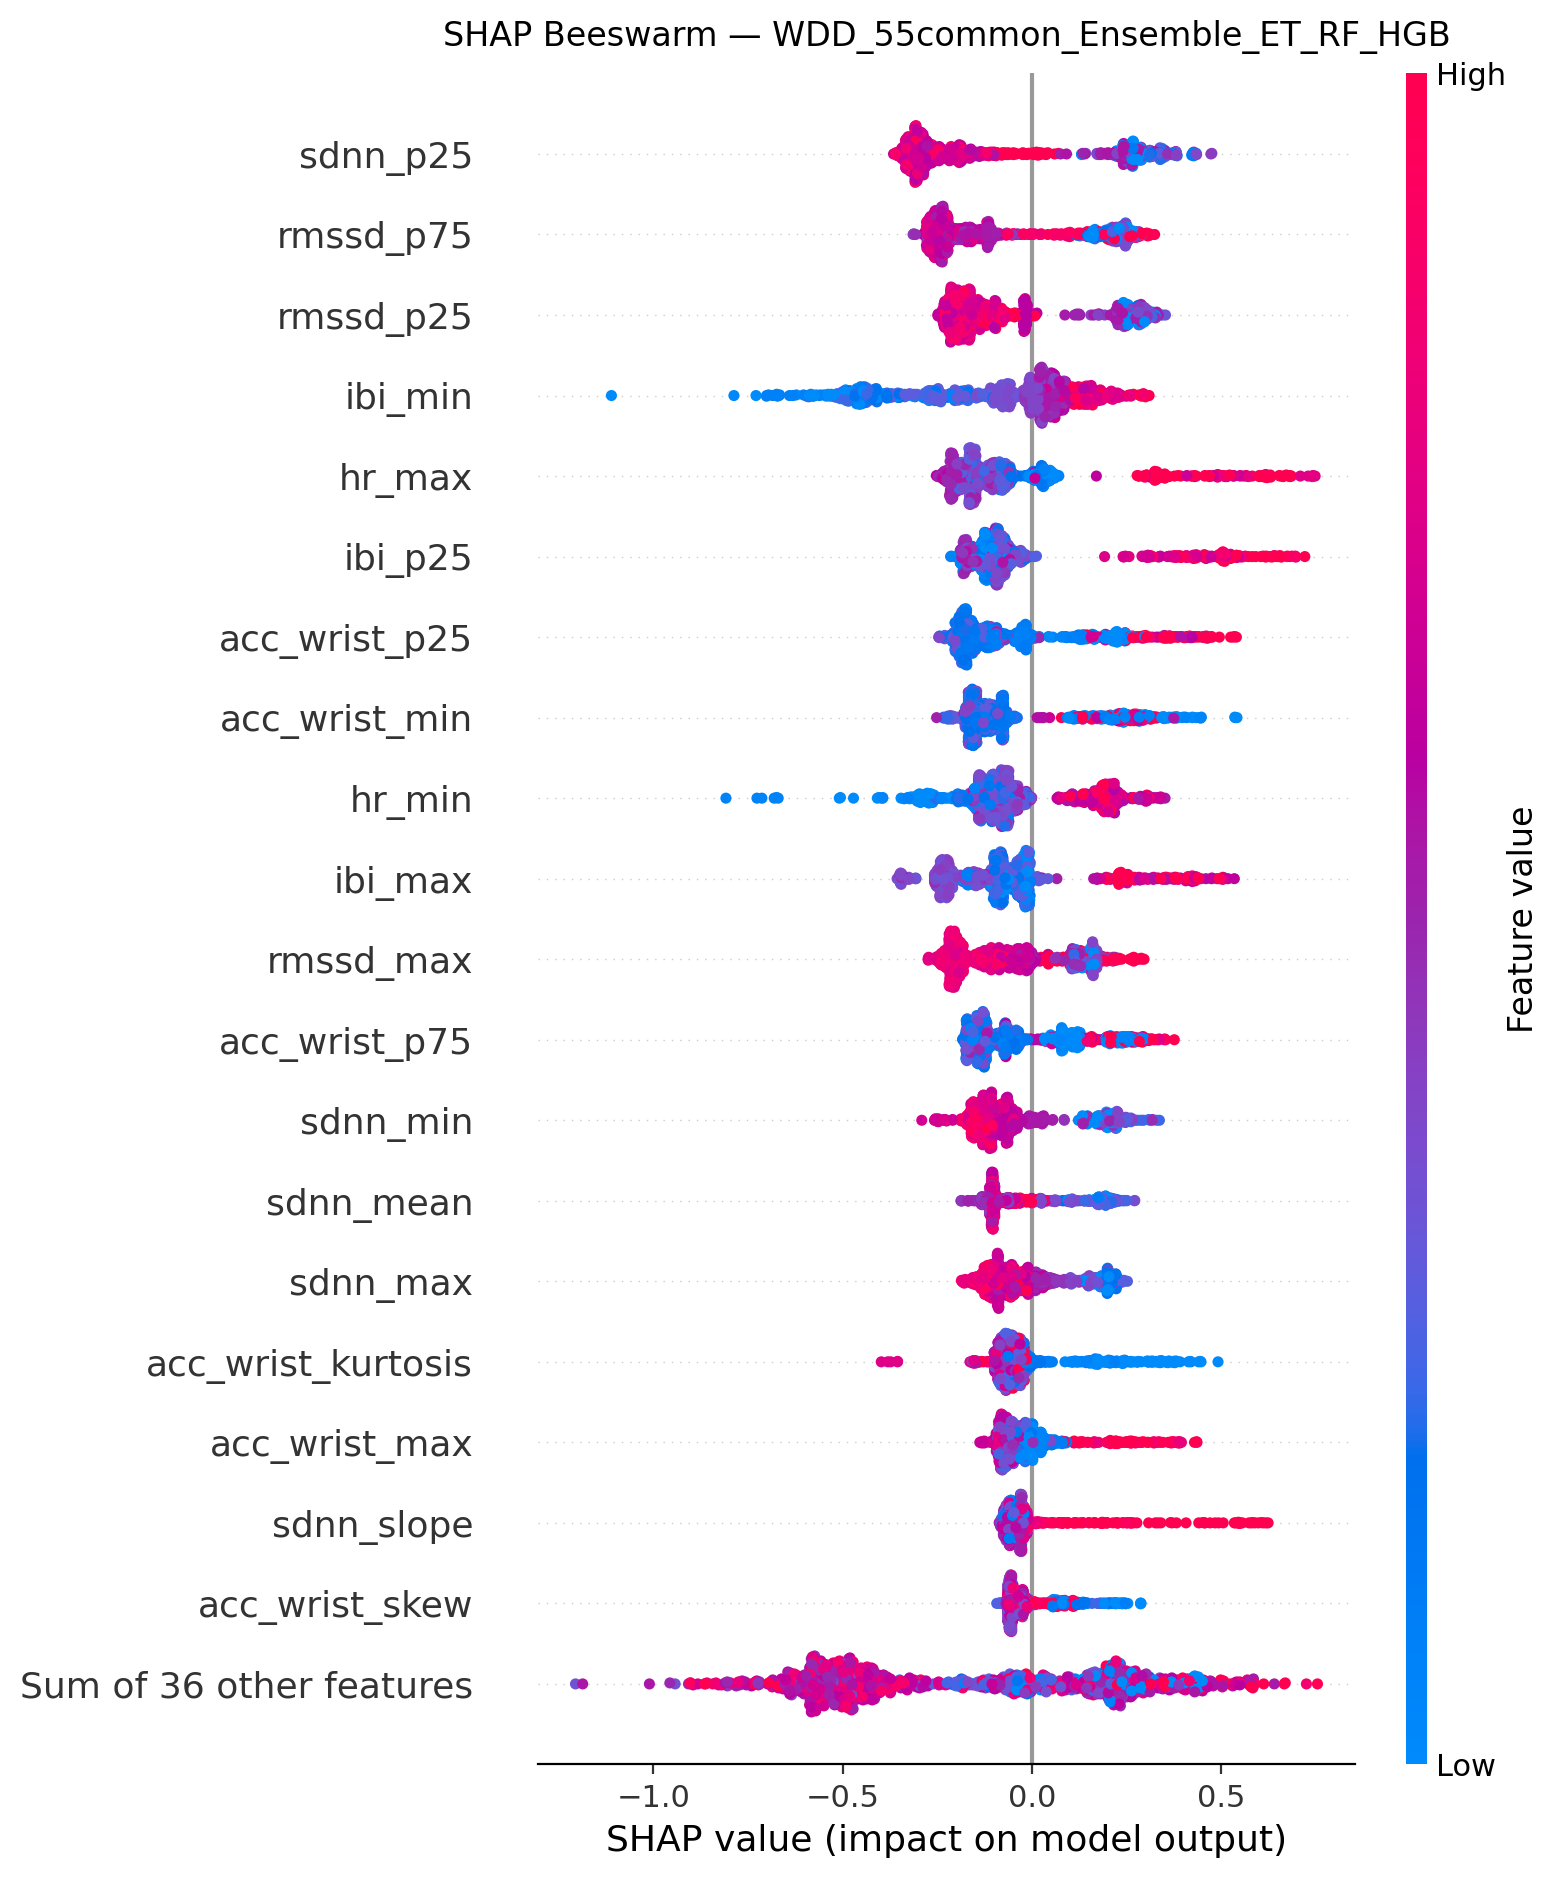 SHAP Beeswarm — WDD_55common_Ensemble_ET_RF_HGB
High
sdnn_p25
rmssd_p75
rmssd_p25
ibi_min
hr_max
ibi_p25
acc_wrist_p25
acc_wrist_min
hr_min
ibi_max
rmssd_max
acc_wrist_p75
sdnn_min
sdnn_mean
sdnn_max
acc_wrist_kurtosis
acc_wrist_max
sdnn_slope
acc_wrist_skew
Sum of 36 other features
Feature value
Low
−1.0 −0.5 0.0 0.5
SHAP value (impact on model output)